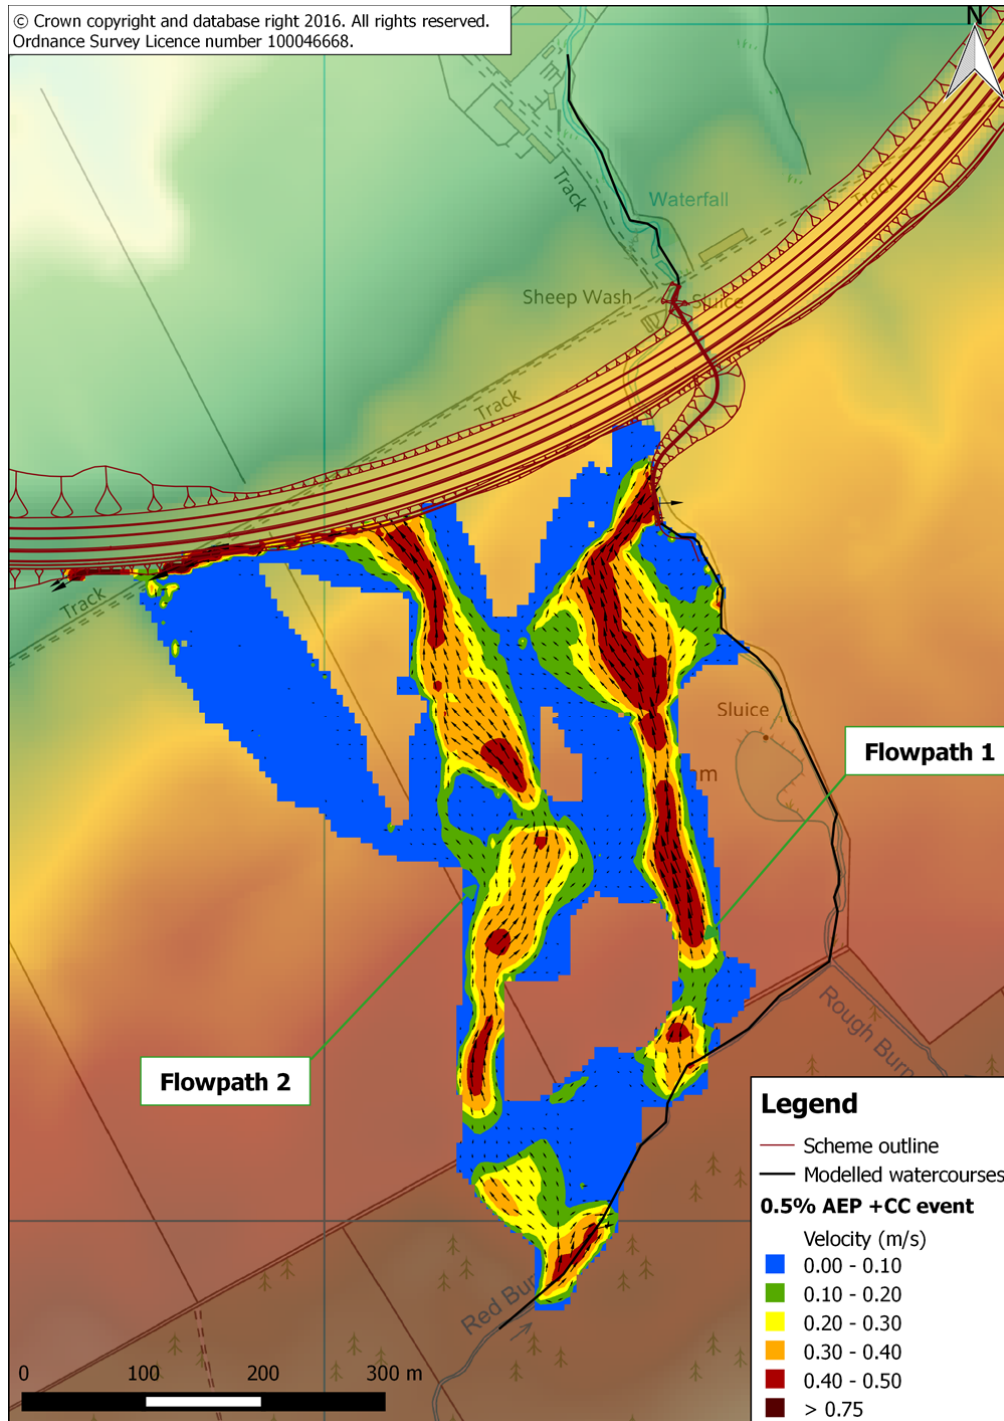 © Crown copyright and database right 2016. All rights reserved.
Ordnance Survey Licence number 100046668.
N
Track
Waterfall
Track
Sheep Wash
Sluice
Track
Track
Sluice
Flowpath 1
Flowpath 2
Rough Burn
Red Bur
Legend
Scheme outline
Modelled watercourses
0.5% AEP +CC event
Velocity (m/s)
0.00 - 0.10
0.10 - 0.20
0.20 - 0.30
0.30 - 0.40
0.40 - 0.50
> 0.75
0 100 200 300 m